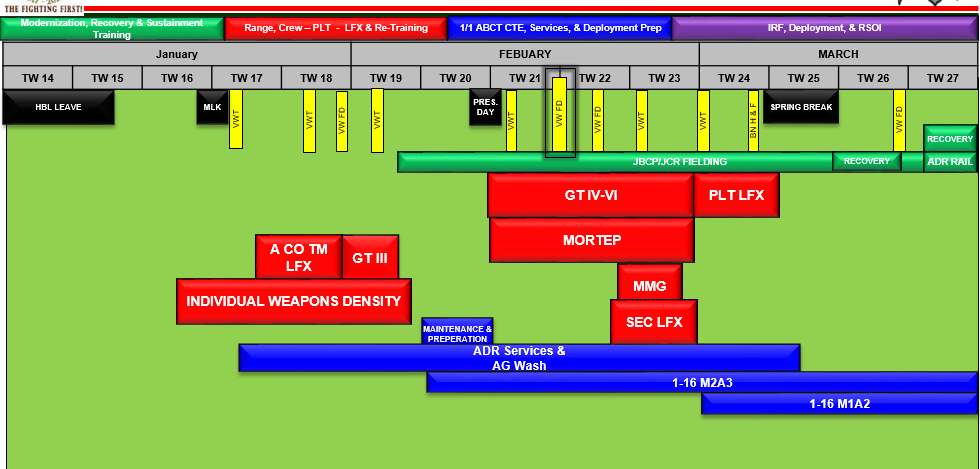 THE FIGHTING FIRST!
Modernization, Recovery & Sustainment
Training
Range, Crew – PLT - LFX & Re-Training
1/1 ABCT CTE, Services, & Deployment Prep
IRF, Deployment, & RSOI
January
FEBUARY
MARCH
TW 14
TW 15
TW 16
TW 17
TW 18
TW 19
TW 20
TW 21
TW 22
TW 23
TW 24
TW 25
TW 26
TW 27
HBL LEAVE
MLK
VWT
VWT
VW FD
VWT
PRES.
DAY
VWT
VW FD
VW FD
VWT
VWT
BN H & F
SPRING BREAK
VW FD
RECOVERY
JBCP/JCR FIELDING
RECOVERY
ADR RAIL
GT IV-VI
PLT LFX
MORTEP
A CO TM
LFX
GT III
MMG
INDIVIDUAL WEAPONS DENSITY
SEC LFX
MAINTENANCE &
PREPERATION
ADR Services &
AG Wash
1-16 M2A3
1-16 M1A2